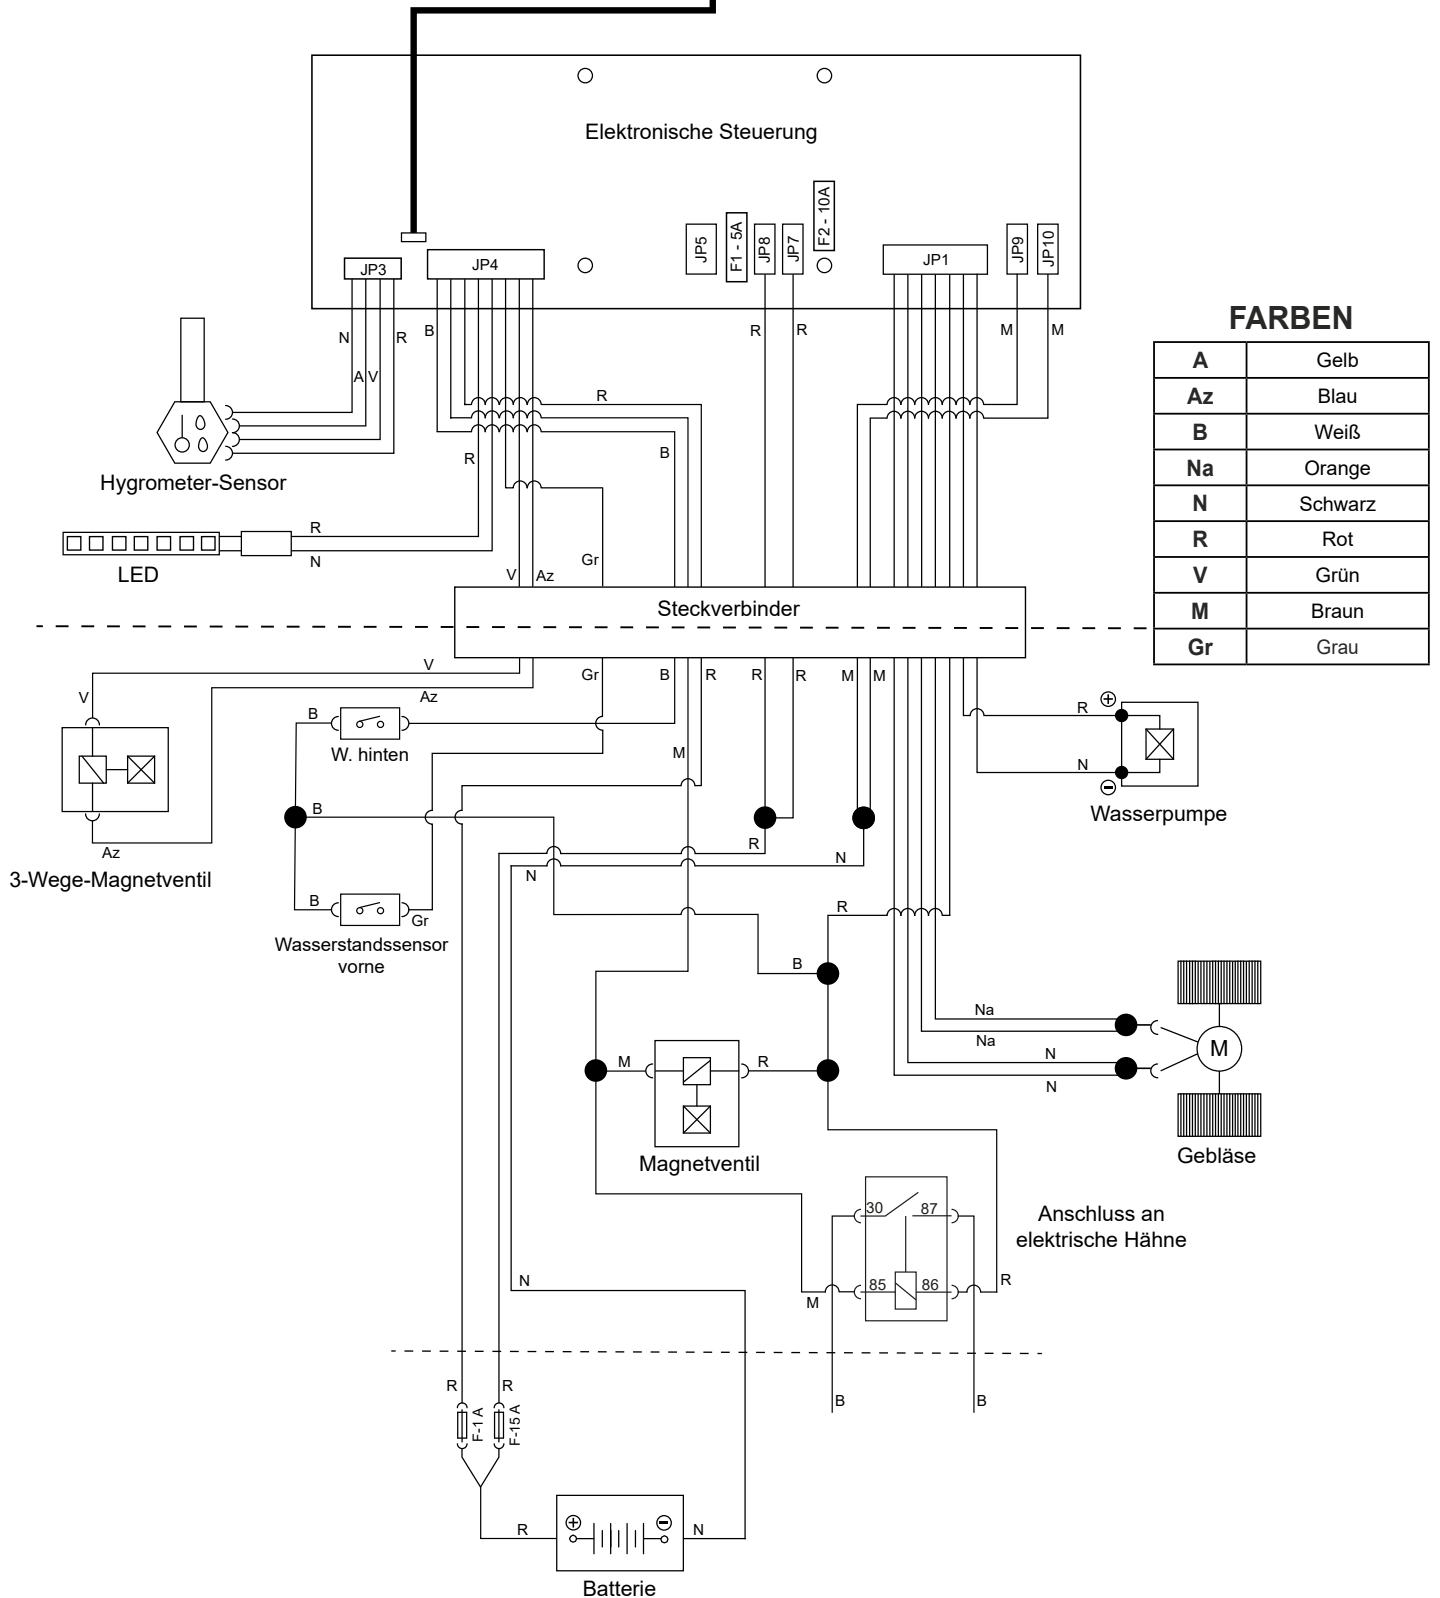 Elektronische Steuerung
F2 - 10A
JP5
F1 - 5A
JP8
JP7
JP9
JP10
JP3
JP4
JP1
FARBEN
A Gelb
Az Blau
B Weiß
Na Orange
N Schwarz
R Rot
V Grün
M Braun
Gr Grau
N
R
B
R
R
M
M
A
V
R
B
R
Hygrometer-Sensor
R
N
LED
Gr
V
Az
Steckverbinder
V
Az
V
Gr
B
R
R
R
M
M
B
W. hinten
M
R
N
Wasserpumpe
B
R
N
N
Az
3-Wege-Magnetventil
B
Gr
Wasserstandssensor
vorne
R
B
Na
Na
N
N
M
Gebläse
M
R
Magnetventil
30
87
85
86
Anschluss an
elektrische Hähne
N
M
R
R
R
F-1 A
F-15 A
B
B
R
N
Batterie